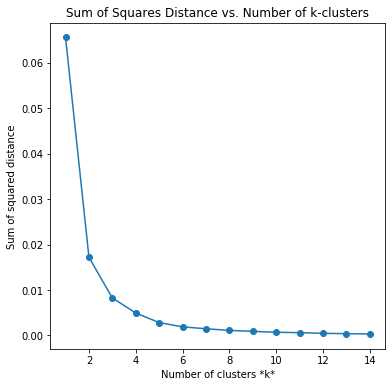 Sum of Squares Distance vs. Number of k-clusters
0.06
0.05
0.04
0.03
0.02
0.01
0.00
Sum of squared distance
2 4 6 8 10 12 14
Number of clusters *k*